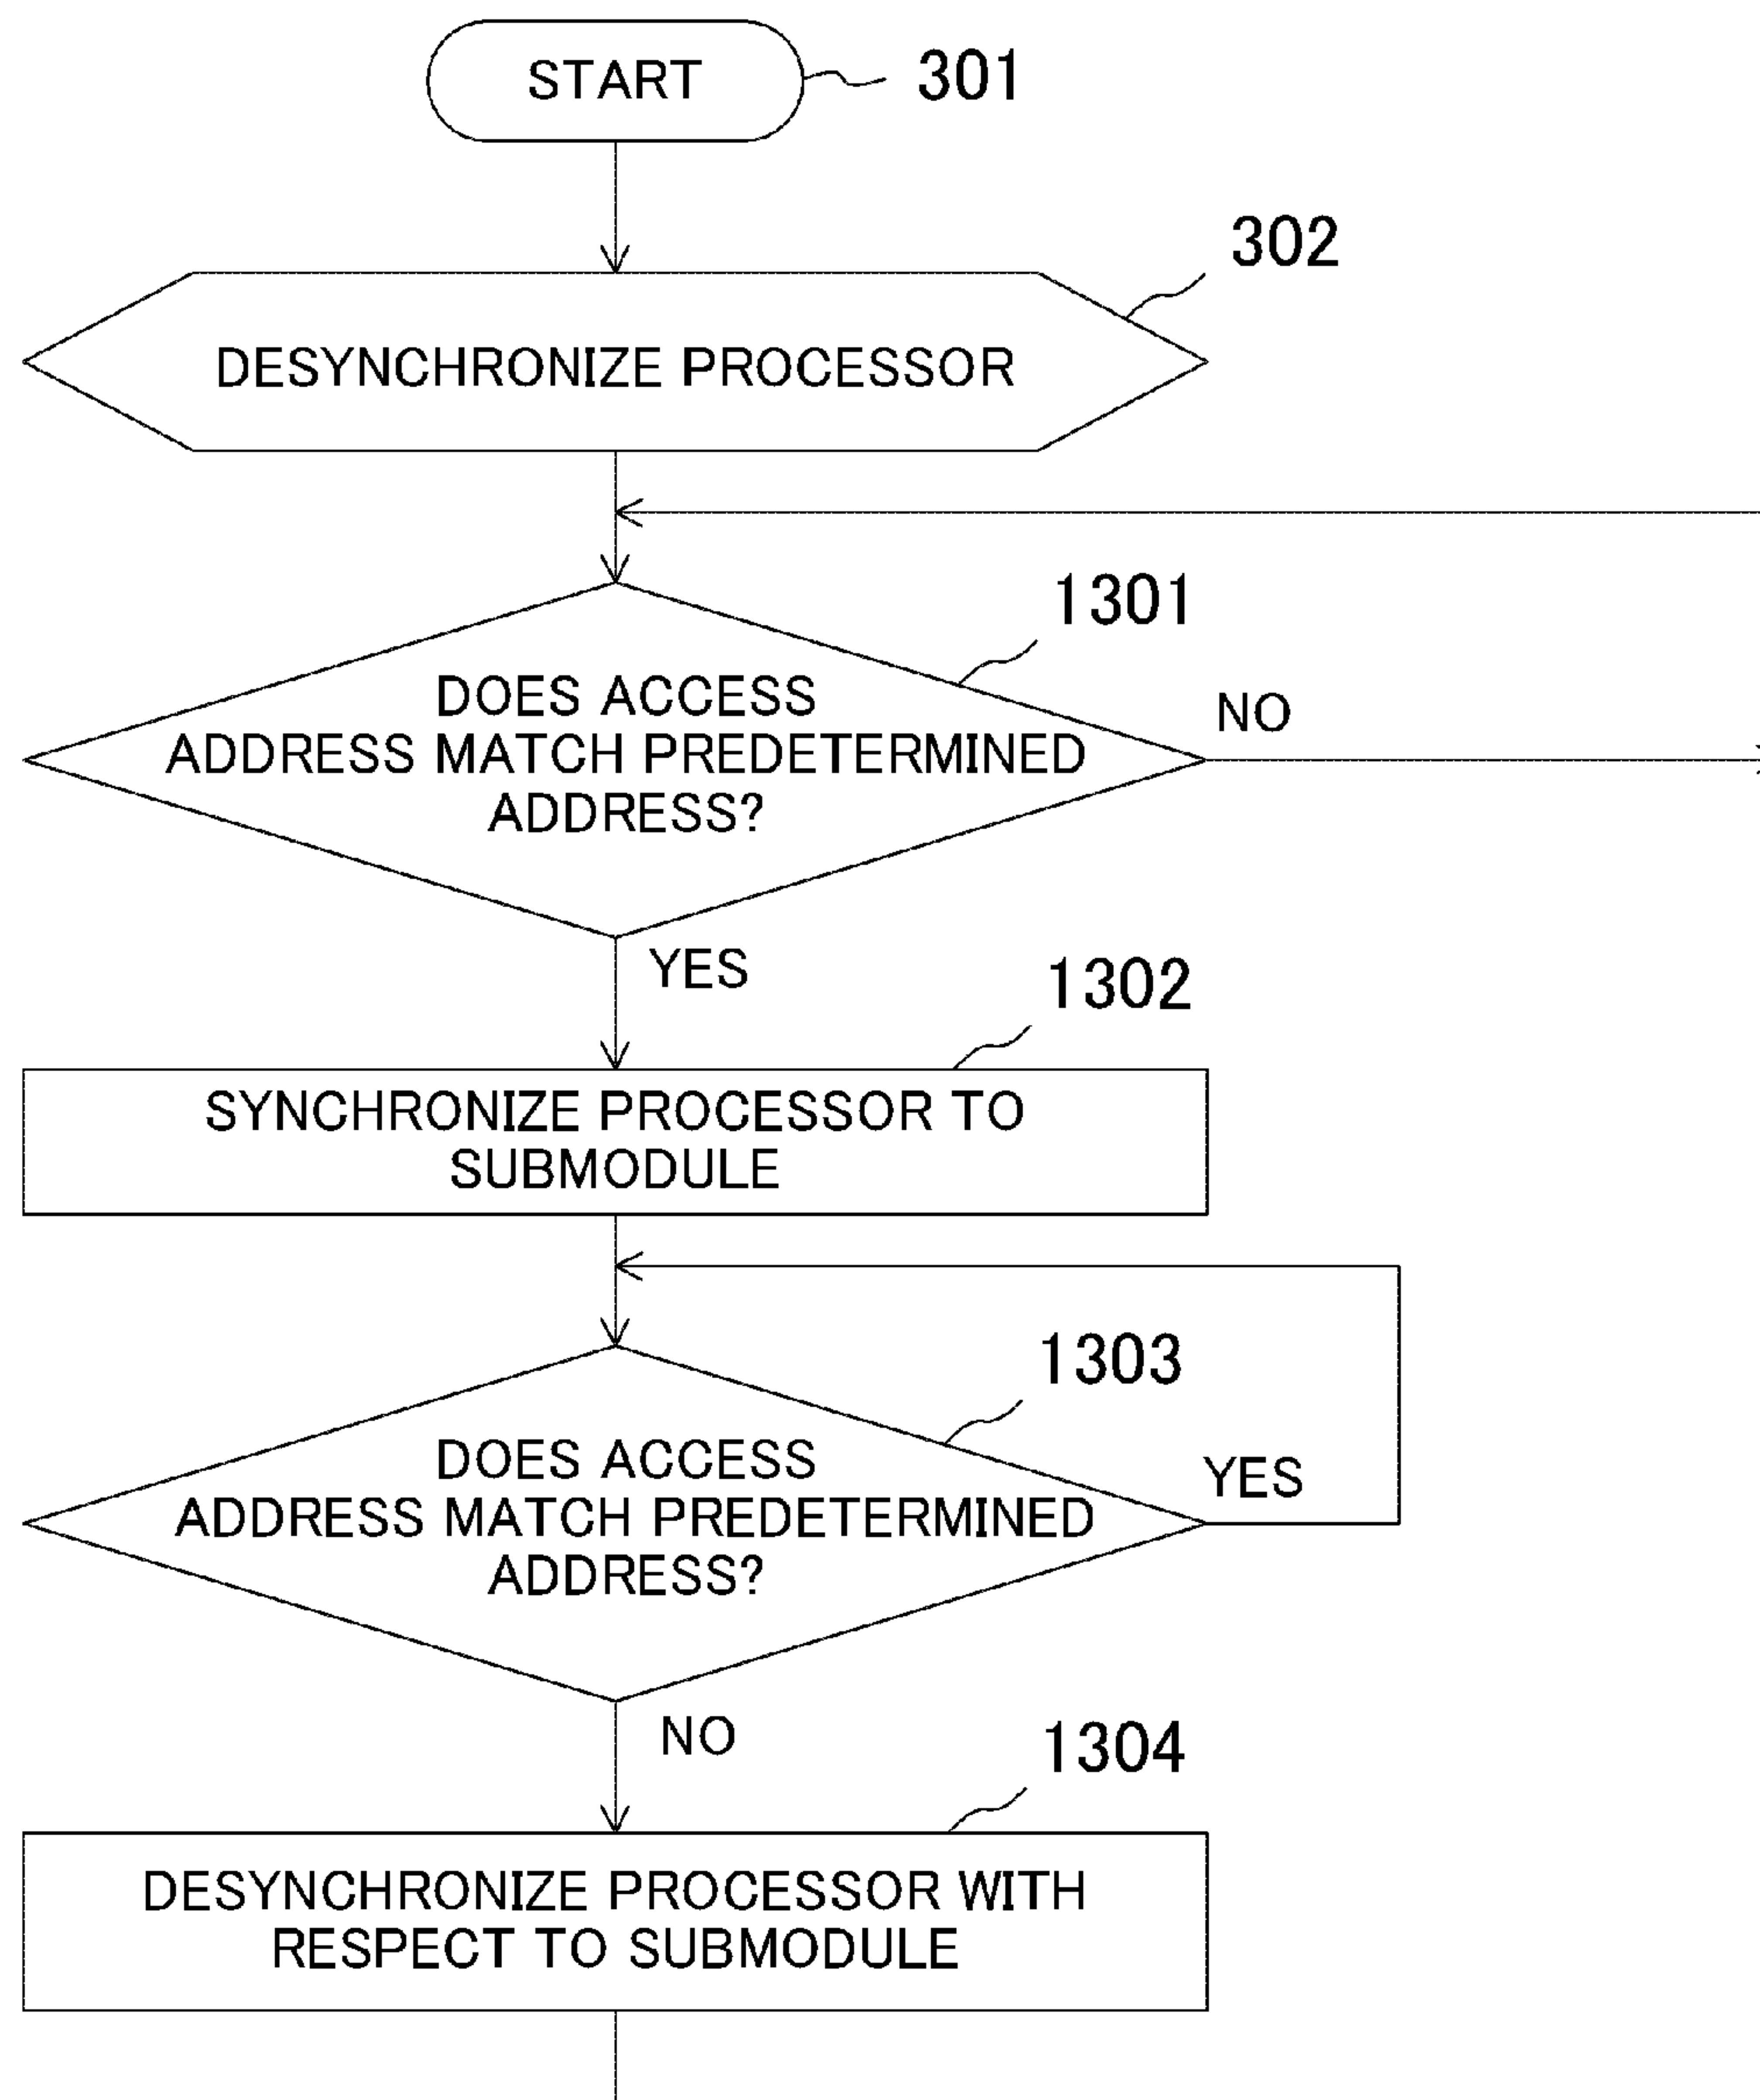 START
301
302
DESYNCHRONIZE PROCESSOR
1301
DOES ACCESS
ADDRESS MATCH PREDETERMINED
ADDRESS?
NO
YES
1302
SYNCHRONIZE PROCESSOR TO
SUBMODULE
1303
DOES ACCESS
ADDRESS MATCH PREDETERMINED
ADDRESS?
YES
NO
1304
DESYNCHRONIZE PROCESSOR WITH
RESPECT TO SUBMODULE